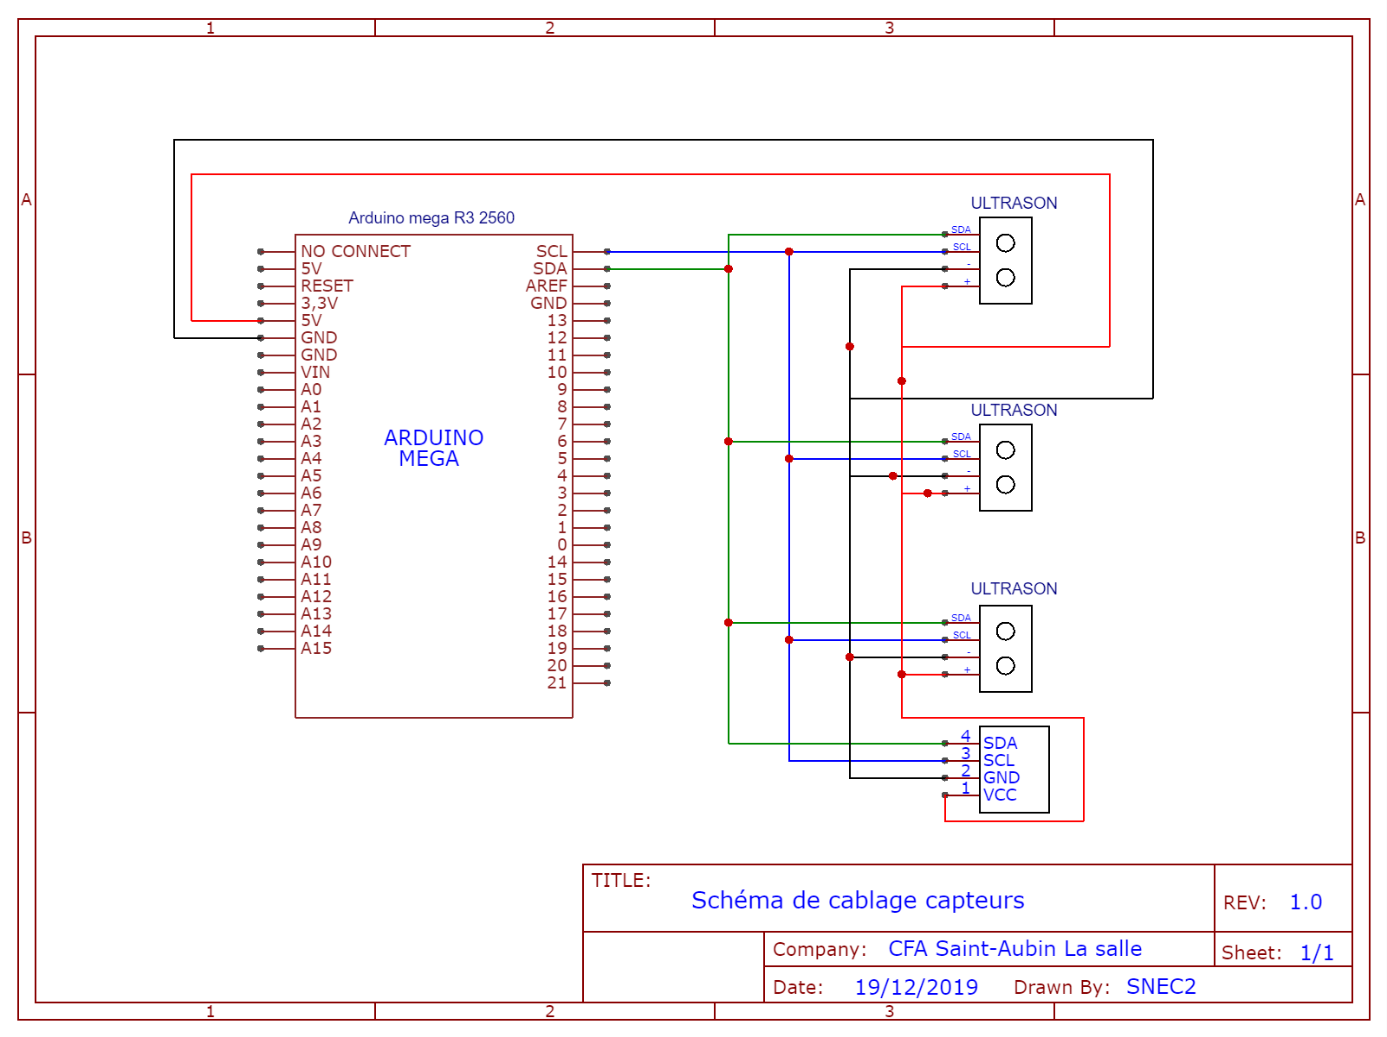 1 2 3
A A
Arduino mega R3 2560
NO CONNECT SCL
5V SDA
RESET AREF
3,3V GND
5V 13
GND 12
GND 11
VIN 10
A0 9
A1 8
A2 7
A3 6
A4 5
A5 4
A6 3
A7 2
A8 1
A9 0
A10 14
A11 15
A12 16
A13 17
A14 18
A15 19
20
21
ARDUINO
MEGA
ULTRASON
SDA
SCL
-
+
ULTRASON
SDA
SCL
-
+
B B
ULTRASON
SDA
SCL
-
+
4 SDA
3 SCL
2 GND
1 VCC
TITLE:
Schéma de cablage capteurs
REV: 1.0
Company: CFA Saint-Aubin La salle
Sheet: 1/1
Date: 19/12/2019 Drawn By: SNEC2
1 2 3